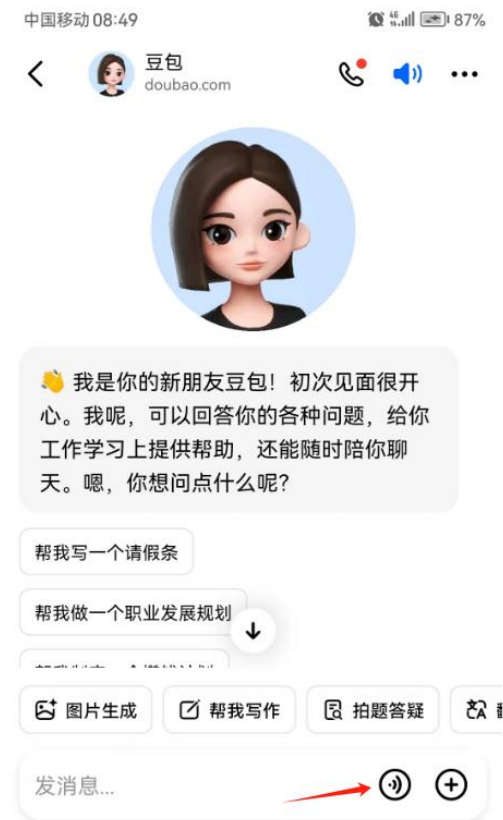 中国移动 08:49
87%
豆包
doubao.com
👋 我是你的新朋友豆包！初次见面很开
心。我呢，可以回答你的各种问题，给你
工作学习上提供帮助，还能随时陪你聊
天。嗯，你想问点什么呢？
帮我写一个请假条
帮我做一个职业发展规划
图片生成 帮我写作 拍题答疑
发消息...